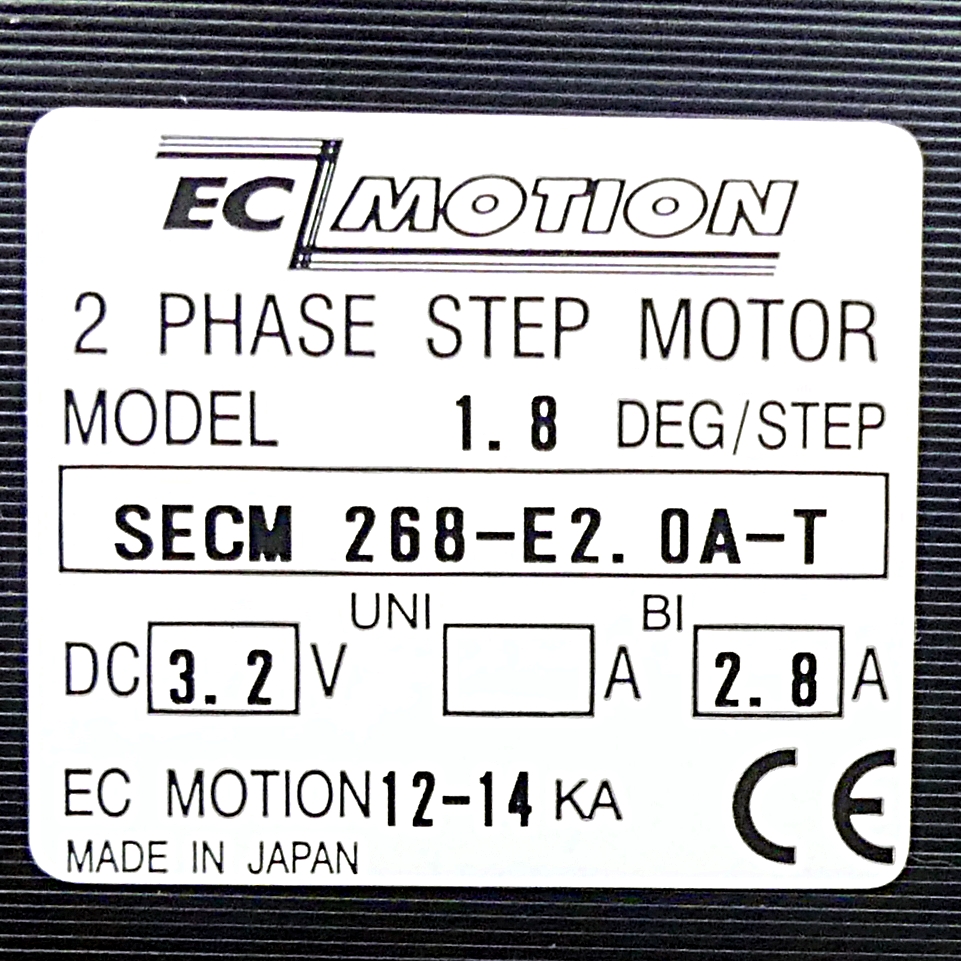 EC MOTION
2 PHASE STEP MOTOR
MODEL 1.8 DEG/STEP
SECM 268-E2.0A-T
UNI BI
DC 3.2 V A 2.8 A
EC MOTION 12-14 KA
MADE IN JAPAN
CE